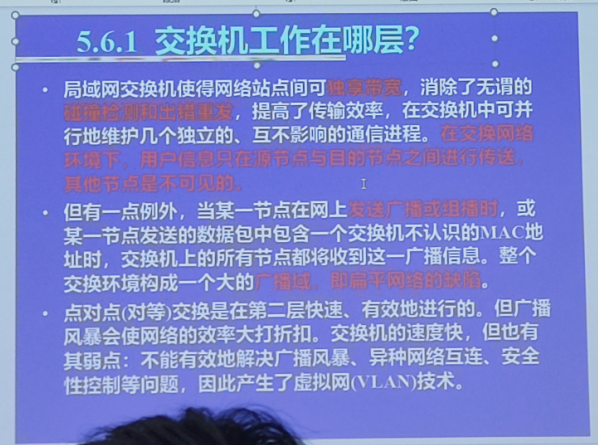 5.6.1 交换机工作在哪层？
• 局域网交换机使得网络站点间可独享带宽，消除了无谓的
碰撞检测和出错重发，提高了传输效率，在交换机中可并
行地维护几个独立的、互不影响的通信进程。在交换网络
环境下，用户信息只在源节点与目的节点之间进行传送，
其他节点是不可见的。
• 但有一点例外，当某一节点在网上发送广播或组播时，或
某一节点发送的数据包中包含一个交换机不认识的MAC地
址时，交换机上的所有节点都将收到这一广播信息。整个
交换环境构成一个大的广播域，即扁平网络的缺陷。
• 点对点(对等)交换是在第二层快速、有效地进行的。但广播
风暴会使网络的效率大打折扣。交换机的速度快，但也有
其弱点：不能有效地解决广播风暴、异种网络互连、安全
性控制等问题，因此产生了虚拟网(VLAN)技术。